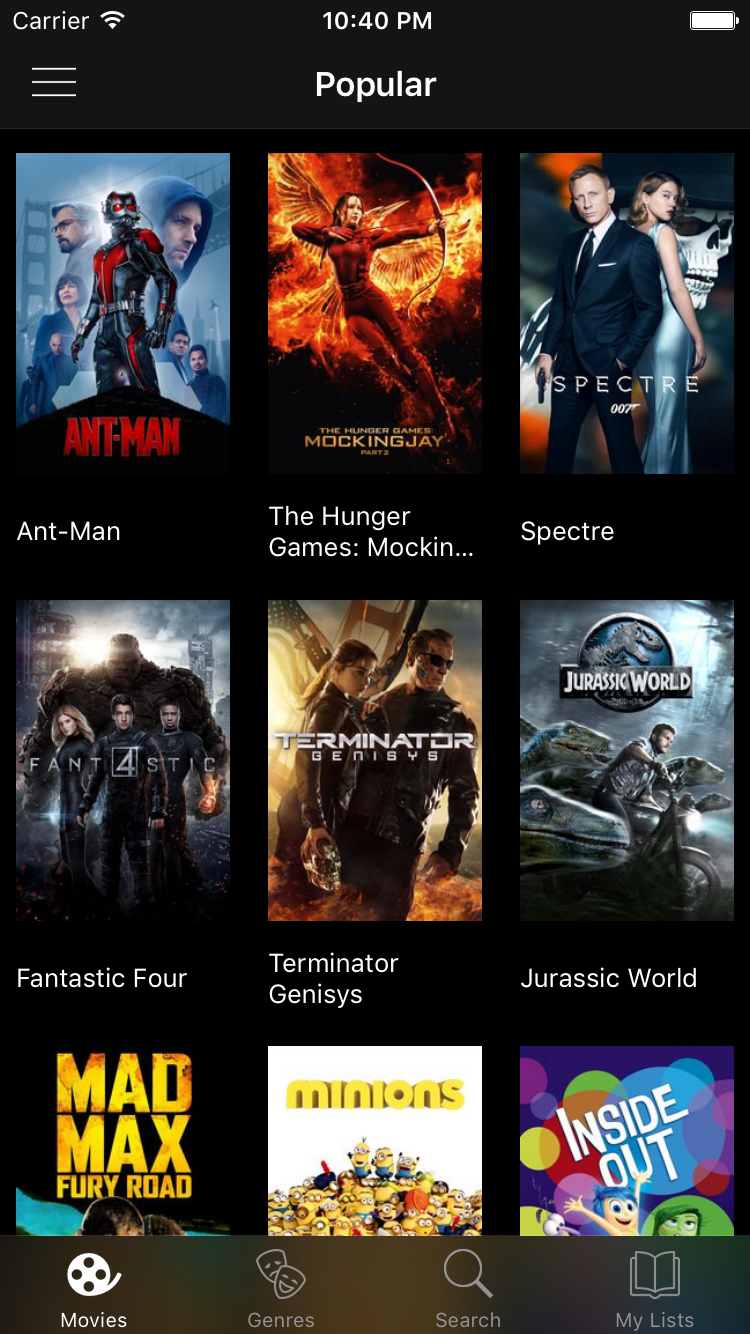 Carrier 10:40 PM
Popular
ANT-MAN
THE HUNGER GAMES:
MOCKINGJAY
PART 2
SPECTRE
007
Ant-Man
The Hunger
Games: Mockin...
Spectre
FANT4STIC
TERMINATOR
GENISYS
JURASSIC WORLD
Fantastic Four
Terminator
Genisys
Jurassic World
MAD
MAX
FURY ROAD
minions
INSIDE
OUT
Movies Genres Search My Lists